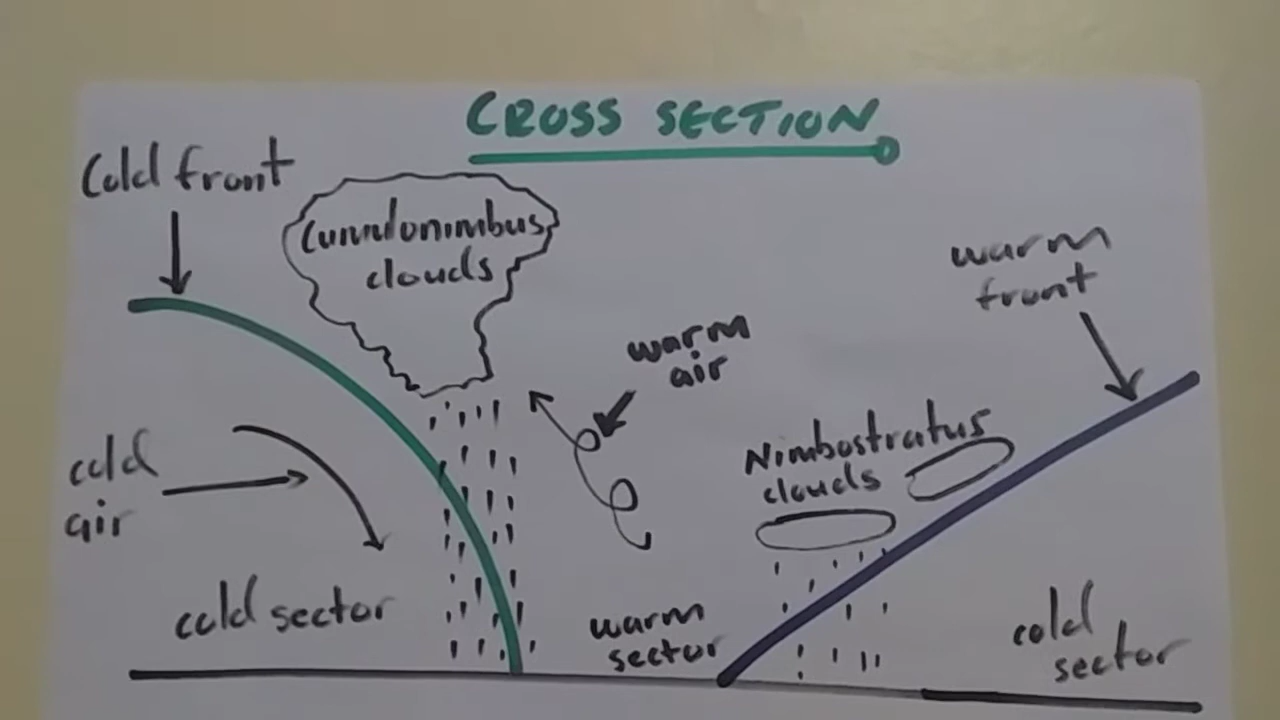 CROSS SECTION
Cold front
Cumulonimbus
clouds
warm
front
warm
air
Nimbostratus
clouds
cold
air
cold sector
warm
sector
cold
sector